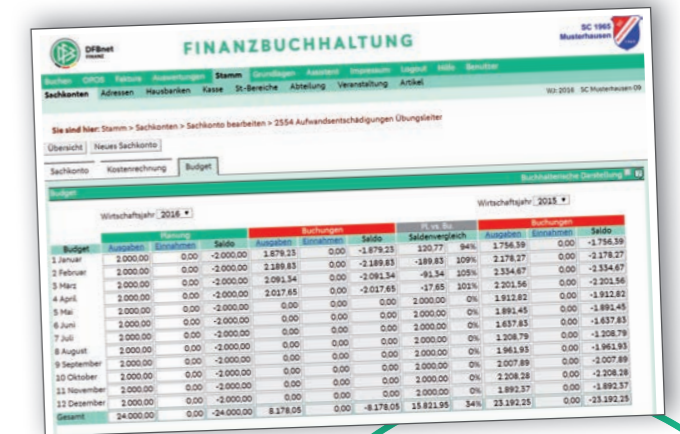 DFBnet
FINANZ
FINANZBUCHHALTUNG
SC 1965
Musterhausen
Buchen OPOS Faktura Auswertungen Stamm Grundlagen Assistent Impressum Logout Hilfe Benutzer
Sachkonten Adressen Hausbanken Kasse St-Bereiche Abteilung Veranstaltung Artikel
WJ: 2016 SC Musterhausen 09
Sie sind hier: Stamm > Sachkonten > Sachkonto bearbeiten > 2554 Aufwandsentschädigungen Übungsleiter
Übersicht Neues Sachkonto
Sachkonto Kostenrechnung Budget
Budget Buchhalterische Darstellung
Wirtschaftsjahr 2016 Wirtschaftsjahr 2015
Planung Buchungen Pl. vs. Bu. Buchungen
Budget Ausgaben Einnahmen Saldo Ausgaben Einnahmen Saldo Saldenvergleich Ausgaben Einnahmen Saldo
1 Januar 2.000,00 0,00 -2.000,00 1.879,23 0,00 -1.879,23 120,77 94% 1.756,39 0,00 -1.756,39
2 Februar 2.000,00 0,00 -2.000,00 2.189,83 0,00 -2.189,83 -189,83 109% 2.178,27 0,00 -2.178,27
3 März 2.000,00 0,00 -2.000,00 2.091,34 0,00 -2.091,34 -91,34 105% 2.334,67 0,00 -2.334,67
4 April 2.000,00 0,00 -2.000,00 2.017,65 0,00 -2.017,65 -17,65 101% 2.201,56 0,00 -2.201,56
5 Mai 2.000,00 0,00 -2.000,00 0,00 0,00 0,00 2.000,00 0% 1.912,82 0,00 -1.912,82
6 Juni 2.000,00 0,00 -2.000,00 0,00 0,00 0,00 2.000,00 0% 1.891,45 0,00 -1.891,45
7 Juli 2.000,00 0,00 -2.000,00 0,00 0,00 0,00 2.000,00 0% 1.637,83 0,00 -1.637,83
8 August 2.000,00 0,00 -2.000,00 0,00 0,00 0,00 2.000,00 0% 1.208,79 0,00 -1.208,79
9 September 2.000,00 0,00 -2.000,00 0,00 0,00 0,00 2.000,00 0% 1.961,93 0,00 -1.961,93
10 Oktober 2.000,00 0,00 -2.000,00 0,00 0,00 0,00 2.000,00 0% 2.007,89 0,00 -2.007,89
11 November 2.000,00 0,00 -2.000,00 0,00 0,00 0,00 2.000,00 0% 2.208,28 0,00 -2.208,28
12 Dezember 2.000,00 0,00 -2.000,00 0,00 0,00 0,00 2.000,00 0% 1.892,37 0,00 -1.892,37
Gesamt 24.000,00 0,00 -24.000,00 8.178,05 0,00 -8.178,05 15.821,95 34% 23.192,25 0,00 -23.192,25